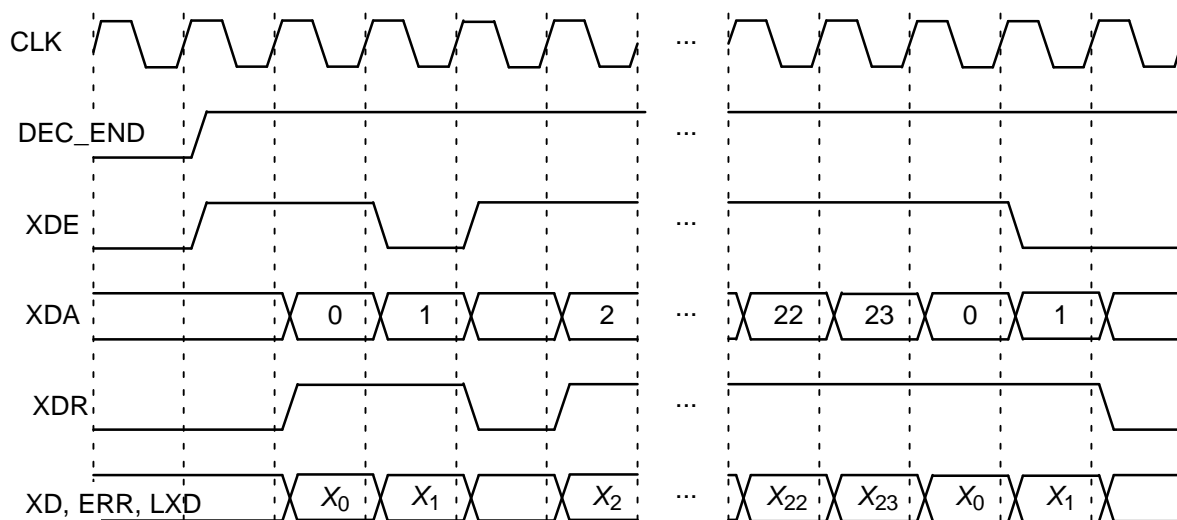 CLK ...
DEC_END ...
XDE ...
XDA 0 1 2 ... 22 23 0 1
XDR ...
XD, ERR, LXD X0 X1 X2 ... X22 X23 X0 X1